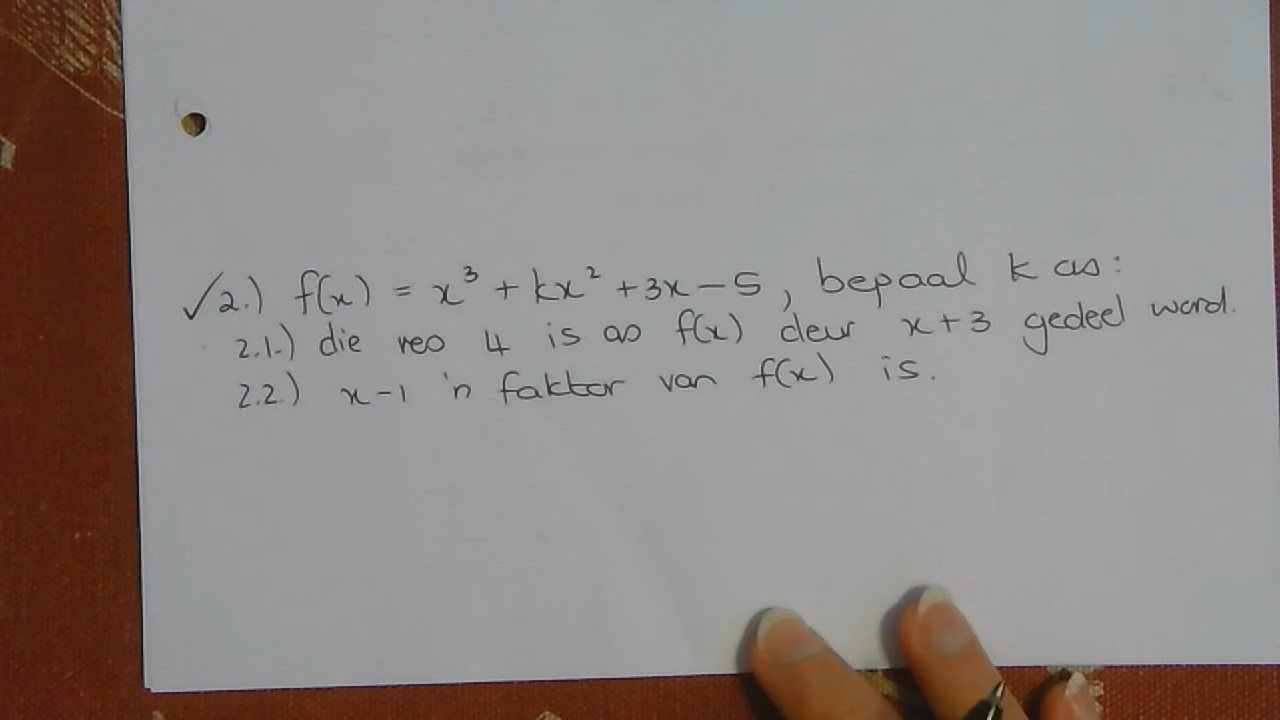 √2.) f(x) = x³ + kx² + 3x - 5, bepaal k as:
2.1.) die res 4 is as f(x) deur x+3 gedeel word.
2.2.) x-1 'n faktor van f(x) is.